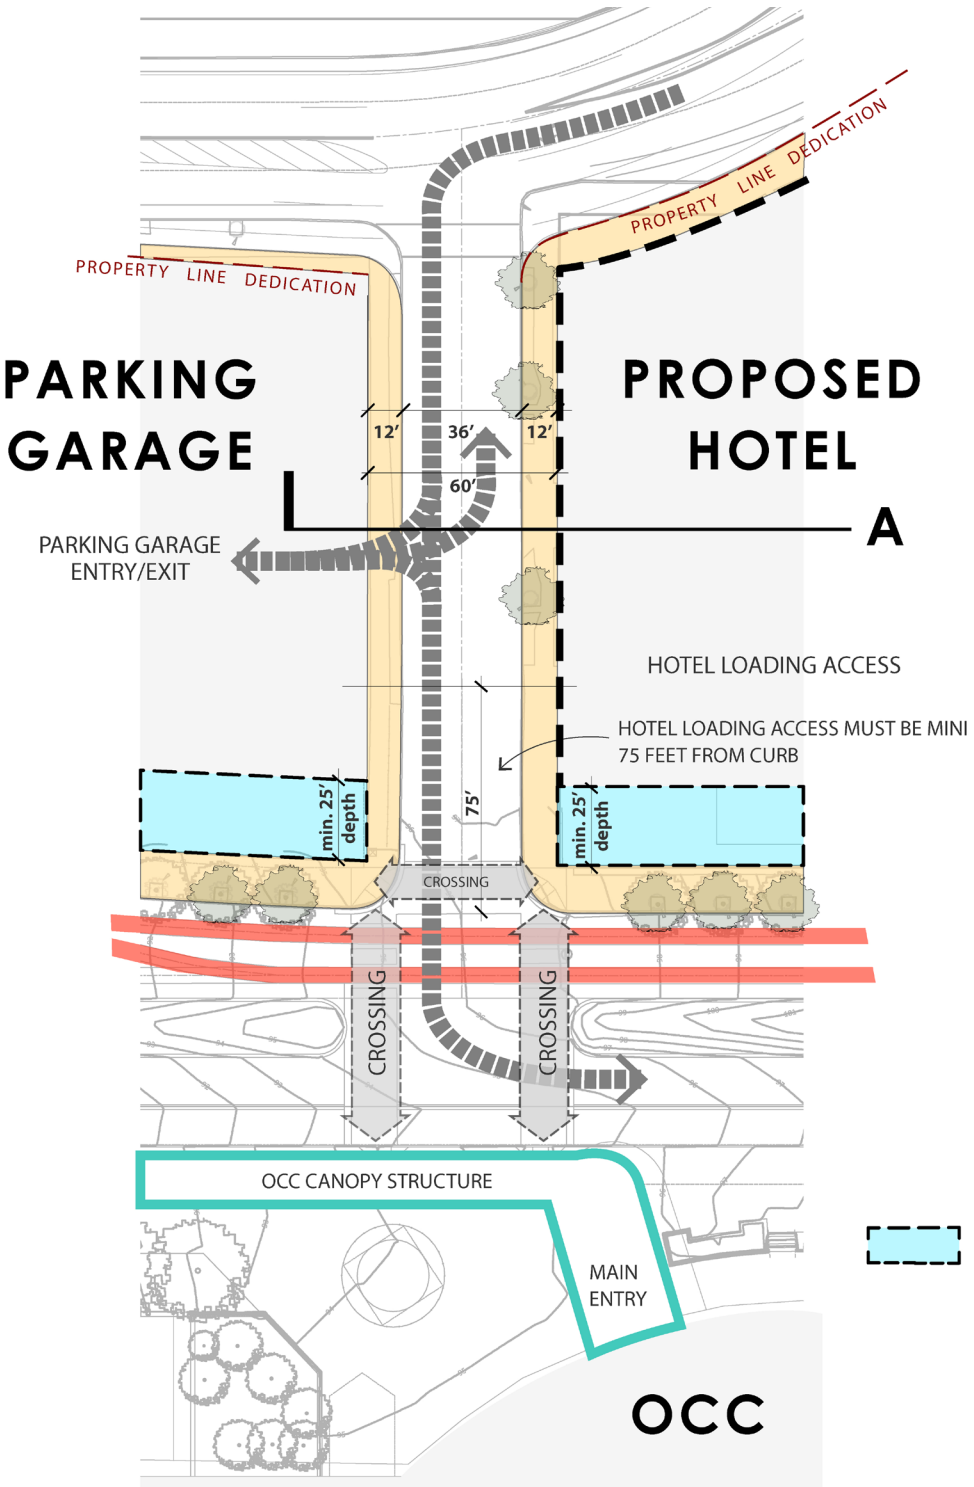 PROPERTY LINE DEDICATION
PROPERTY LINE DEDICATION
PARKING
GARAGE
PROPOSED
HOTEL
12'
36'
12'
60'
A
PARKING GARAGE
ENTRY/EXIT
HOTEL LOADING ACCESS
HOTEL LOADING ACCESS MUST BE MINI
75 FEET FROM CURB
75'
min. 25'
depth
min. 25'
depth
CROSSING
CROSSING
CROSSING
OCC CANOPY STRUCTURE
MAIN
ENTRY
OCC